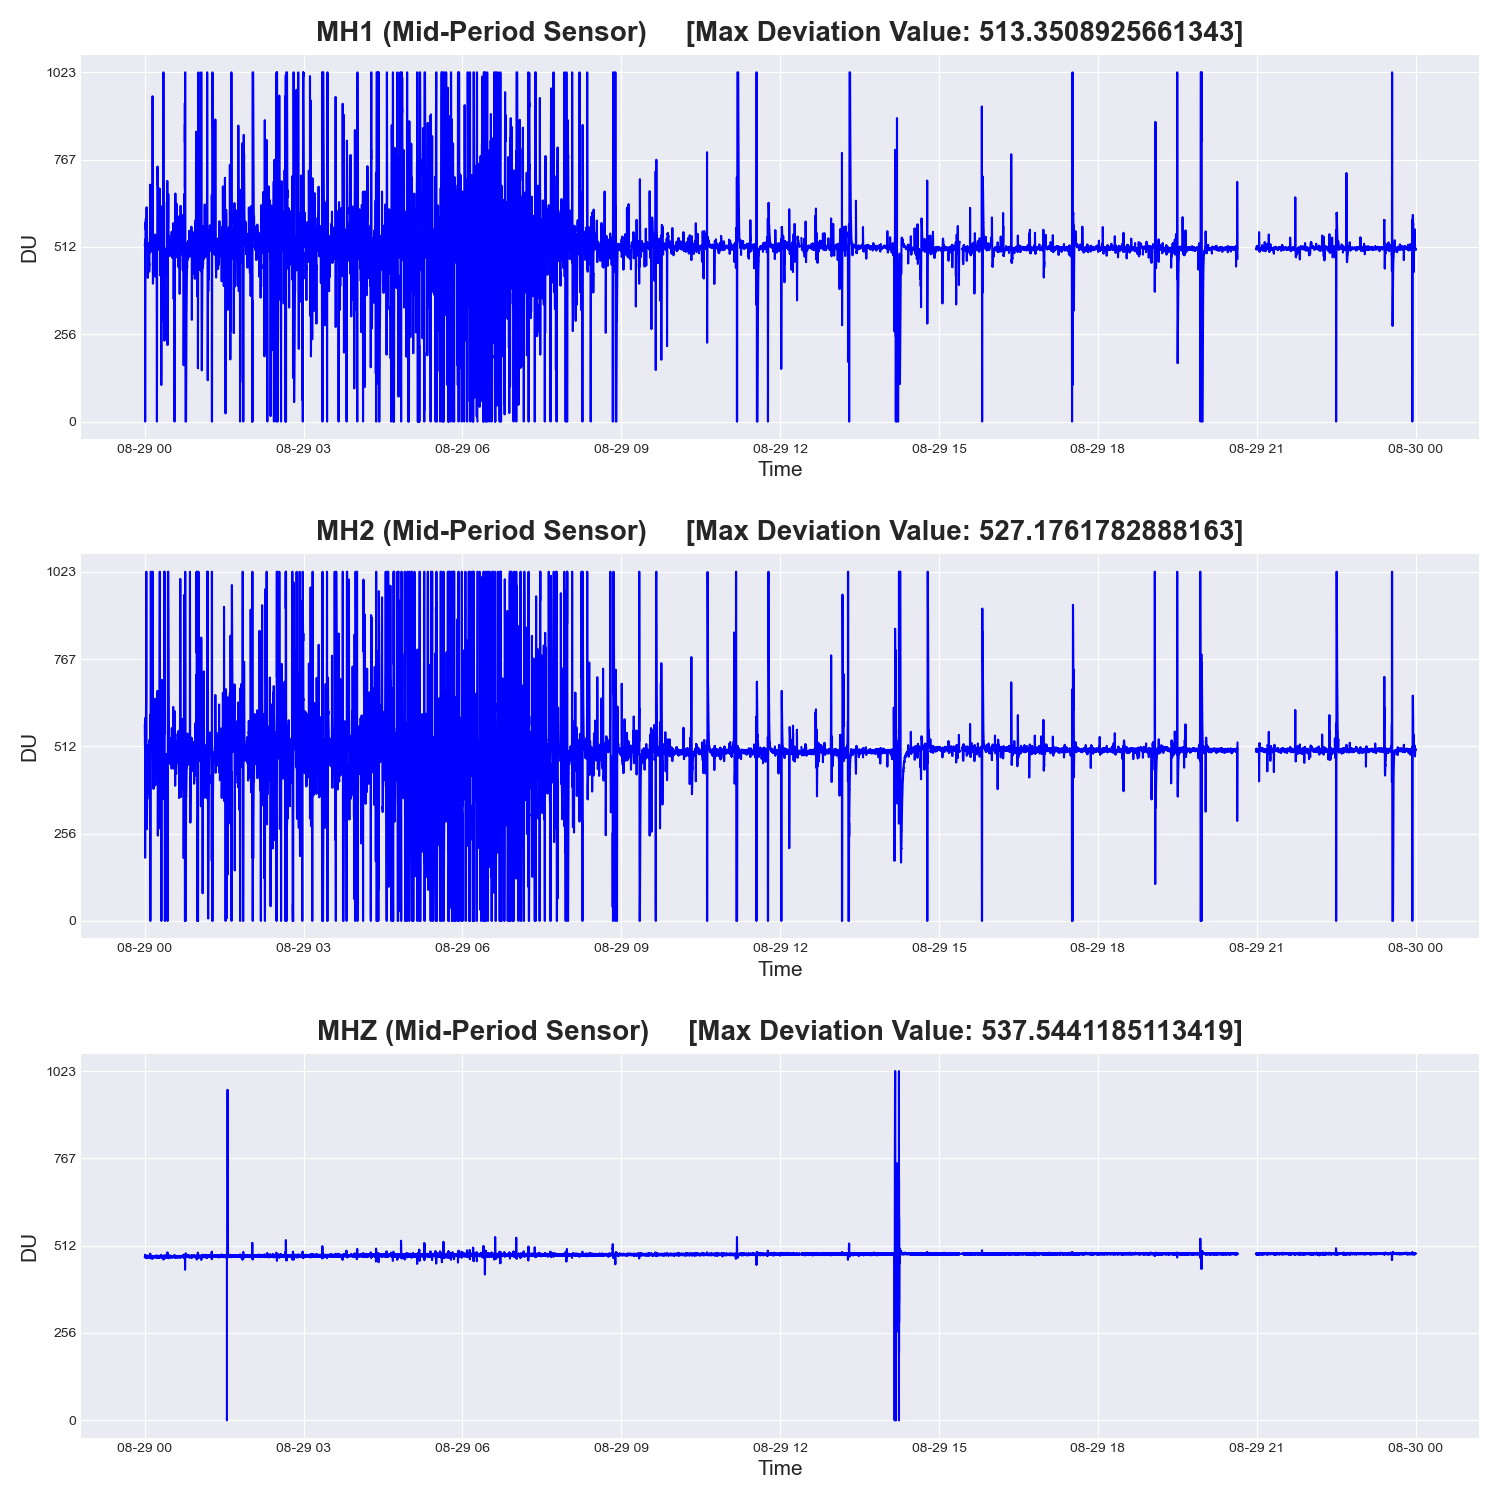 MH1 (Mid-Period Sensor) [Max Deviation Value: 513.3508925661343]
1023
767
512
256
0
DU
08-29 00 08-29 03 08-29 06 08-29 09 08-29 12 08-29 15 08-29 18 08-29 21 08-30 00
Time
MH2 (Mid-Period Sensor) [Max Deviation Value: 527.1761782888163]
1023
767
512
256
0
DU
08-29 00 08-29 03 08-29 06 08-29 09 08-29 12 08-29 15 08-29 18 08-29 21 08-30 00
Time
MHZ (Mid-Period Sensor) [Max Deviation Value: 537.5441185113419]
1023
767
512
256
0
DU
08-29 00 08-29 03 08-29 06 08-29 09 08-29 12 08-29 15 08-29 18 08-29 21 08-30 00
Time